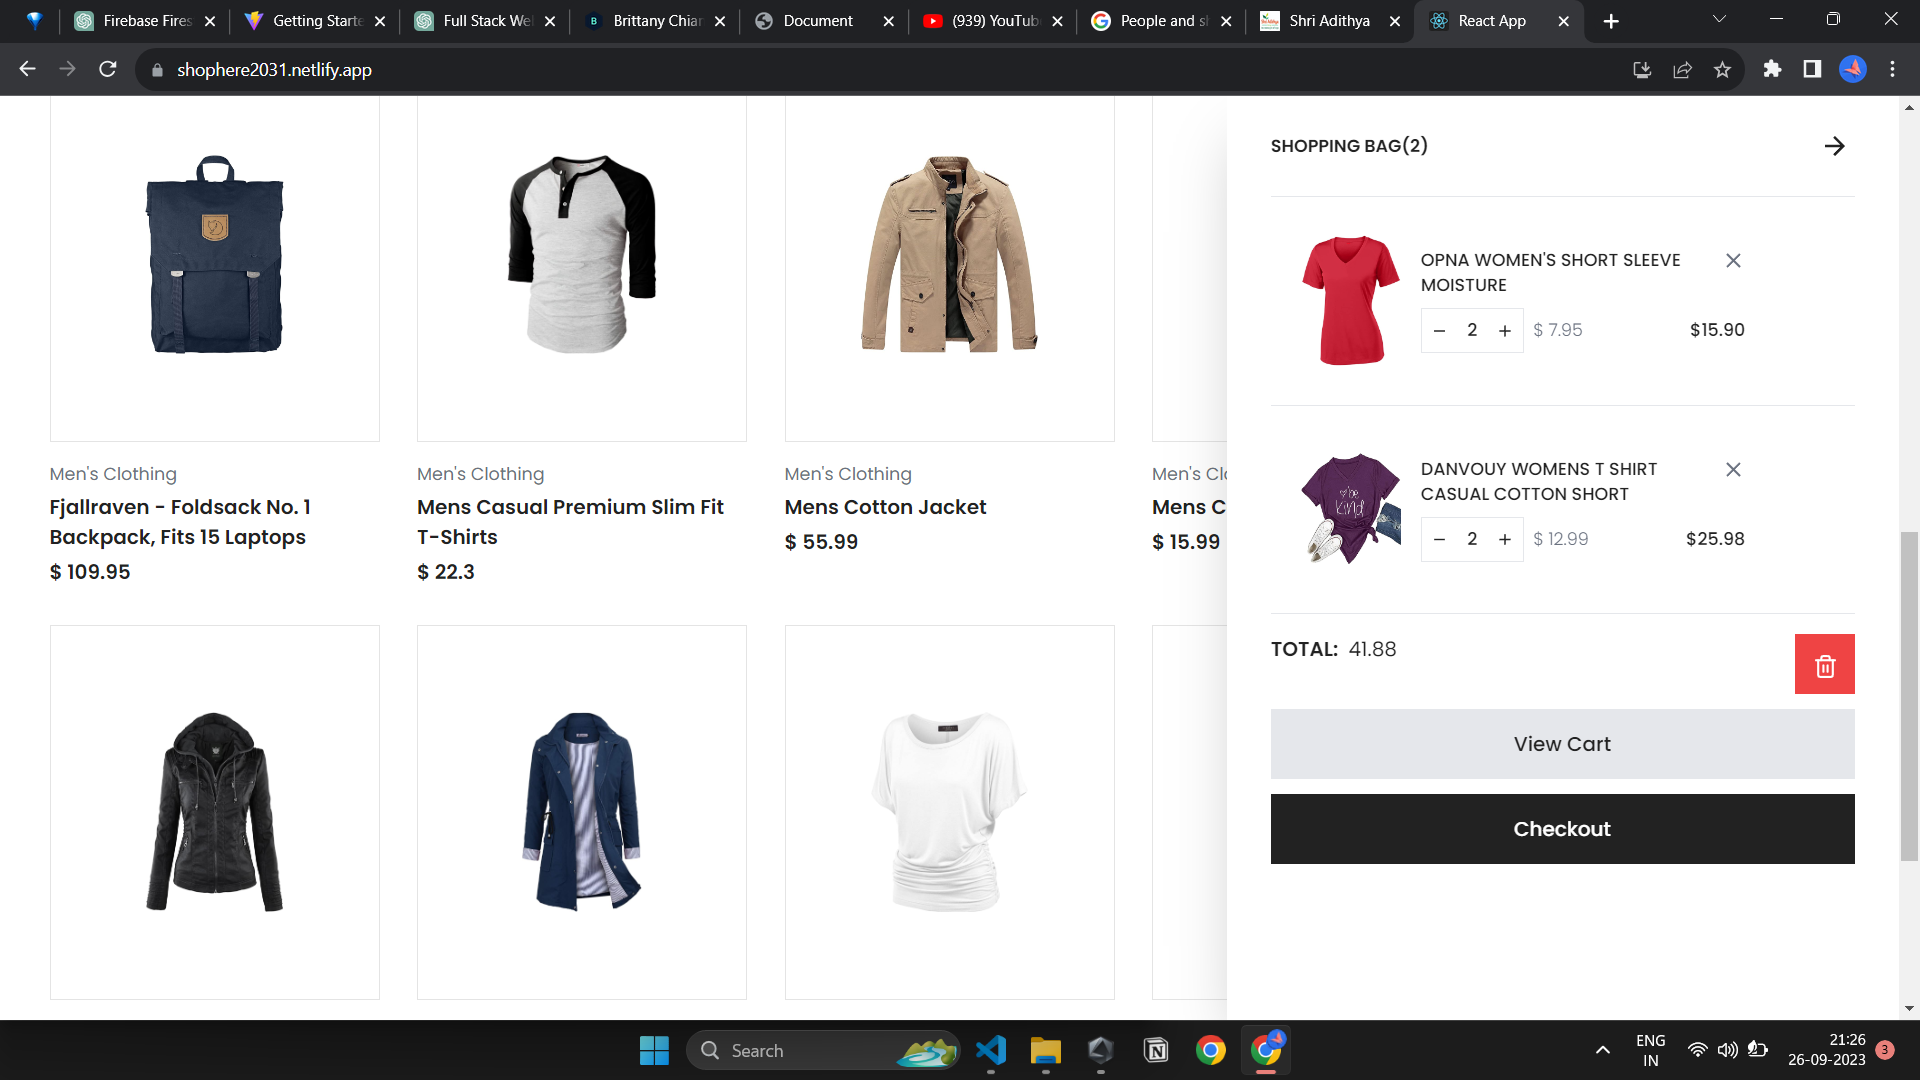 Firebase Fires
Getting Starte
Full Stack We
Brittany Chiar
Document
(939) YouTub
People and s
Shri Adithya
React App
shophere2031.netlify.app
SHOPPING BAG(2)
OPNA WOMEN'S SHORT SLEEVE
MOISTURE
2
$ 7.95
$15.90
DANVOUY WOMENS T SHIRT
CASUAL COTTON SHORT
2
$ 12.99
$25.98
be
kind
TOTAL: 41.88
View Cart
Checkout
Men's Clothing
Fjallraven - Foldsack No. 1
Backpack, Fits 15 Laptops
$ 109.95
Men's Clothing
Mens Casual Premium Slim Fit
T-Shirts
$ 22.3
Men's Clothing
Mens Cotton Jacket
$ 55.99
Men's Cl
Mens C
$ 15.99
Search
ENG
IN
21:26
26-09-2023
3